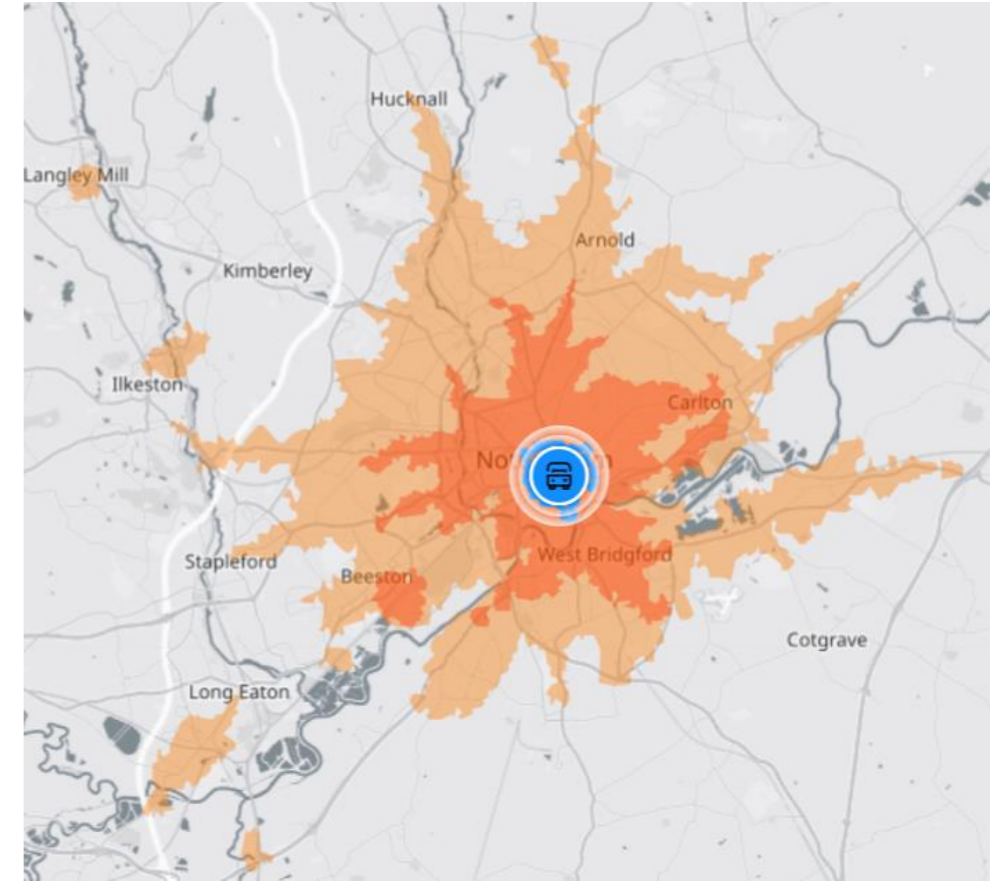 Hucknall
Langley Mill
Arnold
Kimberley
Ilkeston
Carlton
West Bridgford
Stapleford
Beeston
Cotgrave
Long Eaton